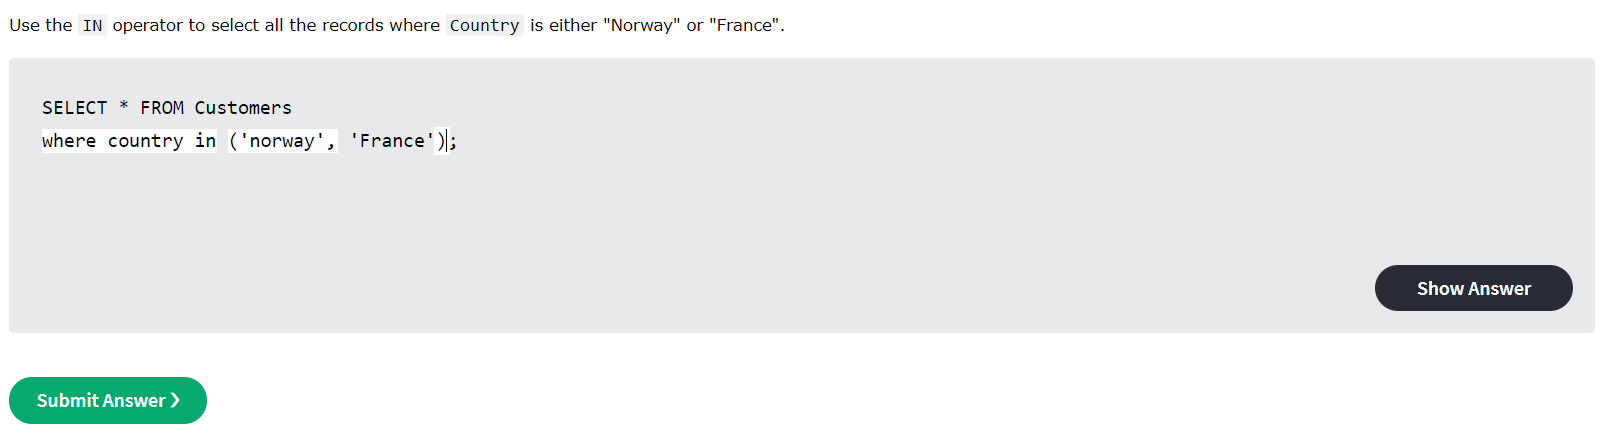 Use the IN operator to select all the records where Country is either "Norway" or "France".
SELECT * FROM Customers
where country in ('norway', 'France');
Show Answer
Submit Answer ❯